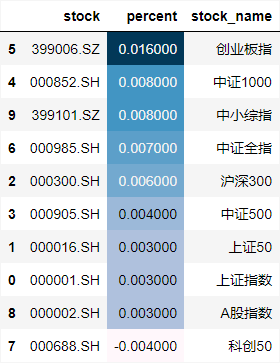 stock percent stock_name
5 399006.SZ 0.016000 创业板指
4 000852.SH 0.008000 中证1000
9 399101.SZ 0.008000 中小综指
6 000985.SH 0.007000 中证全指
2 000300.SH 0.006000 沪深300
3 000905.SH 0.004000 中证500
1 000016.SH 0.003000 上证50
0 000001.SH 0.003000 上证指数
8 000002.SH 0.003000 A股指数
7 000688.SH -0.004000 科创50